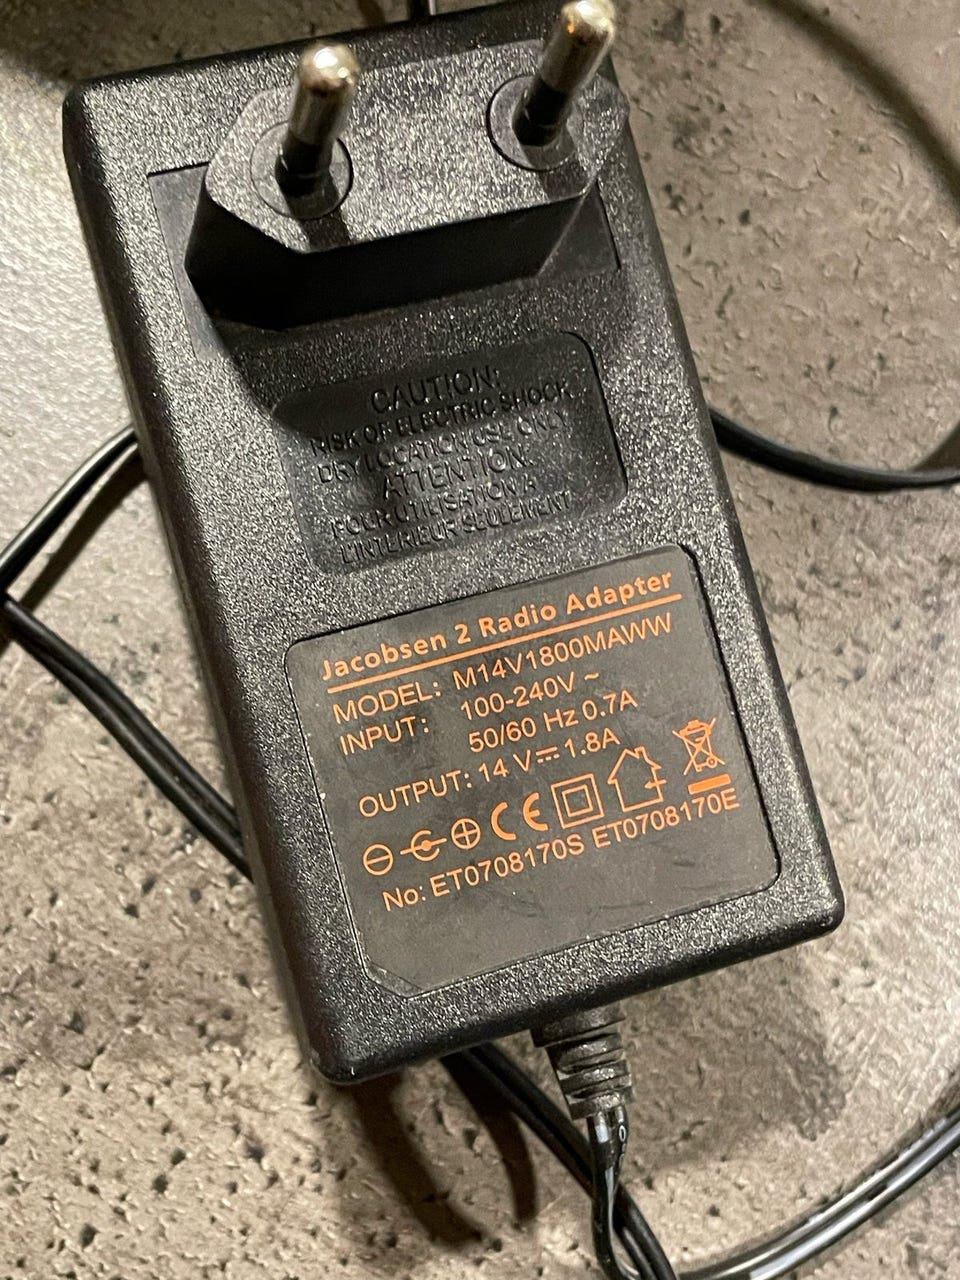 CAUTION:
RISK OF ELECTRIC SHOCK
DRY LOCATION USE ONLY
ATTENTION:
POUR UTILISATION A
L'INTERIEUR SEULEMENT
Jacobsen 2 Radio Adapter
MODEL: M14V1800MAWW
INPUT: 100-240V ~
50/60 Hz 0.7A
OUTPUT: 14 V⎓1.8A
CE
No: ET0708170S ET0708170E